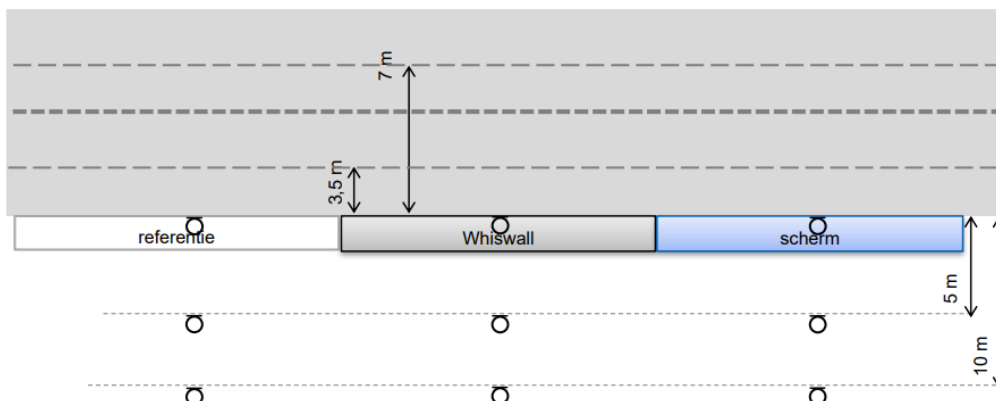 7 m
3,5 m
referentie
Whiswall
scherm
5 m
10 m